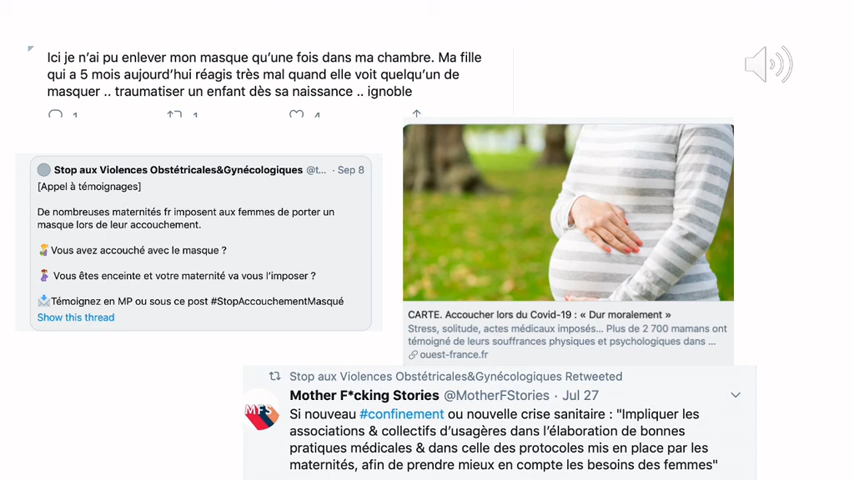 Ici je n'ai pu enlever mon masque qu'une fois dans ma chambre. Ma fille
qui a 5 mois aujourd'hui réagis très mal quand elle voit quelqu'un de
masquer .. traumatiser un enfant dès sa naissance .. ignoble
1
1
4
Stop aux Violences Obstétricales&Gynécologiques @t... · Sep 8
[Appel à témoignages]
De nombreuses maternités fr imposent aux femmes de porter un
masque lors de leur accouchement.
Vous avez accouché avec le masque ?
Vous êtes enceinte et votre maternité va vous l'imposer ?
Témoignez en MP ou sous ce post #StopAccouchementMasqué
Show this thread
CARTE. Accoucher lors du Covid-19 : « Dur moralement »
Stress, solitude, actes médicaux imposés... Plus de 2 700 mamans ont
témoigné de leurs souffrances physiques et psychologiques dans ...
ouest-france.fr
Stop aux Violences Obstétricales&Gynécologiques Retweeted
MFS
Mother F*cking Stories @MotherFStories · Jul 27
Si nouveau #confinement ou nouvelle crise sanitaire : "Impliquer les
associations & collectifs d'usagères dans l'élaboration de bonnes
pratiques médicales & dans celle des protocoles mis en place par les
maternités, afin de prendre mieux en compte les besoins des femmes"